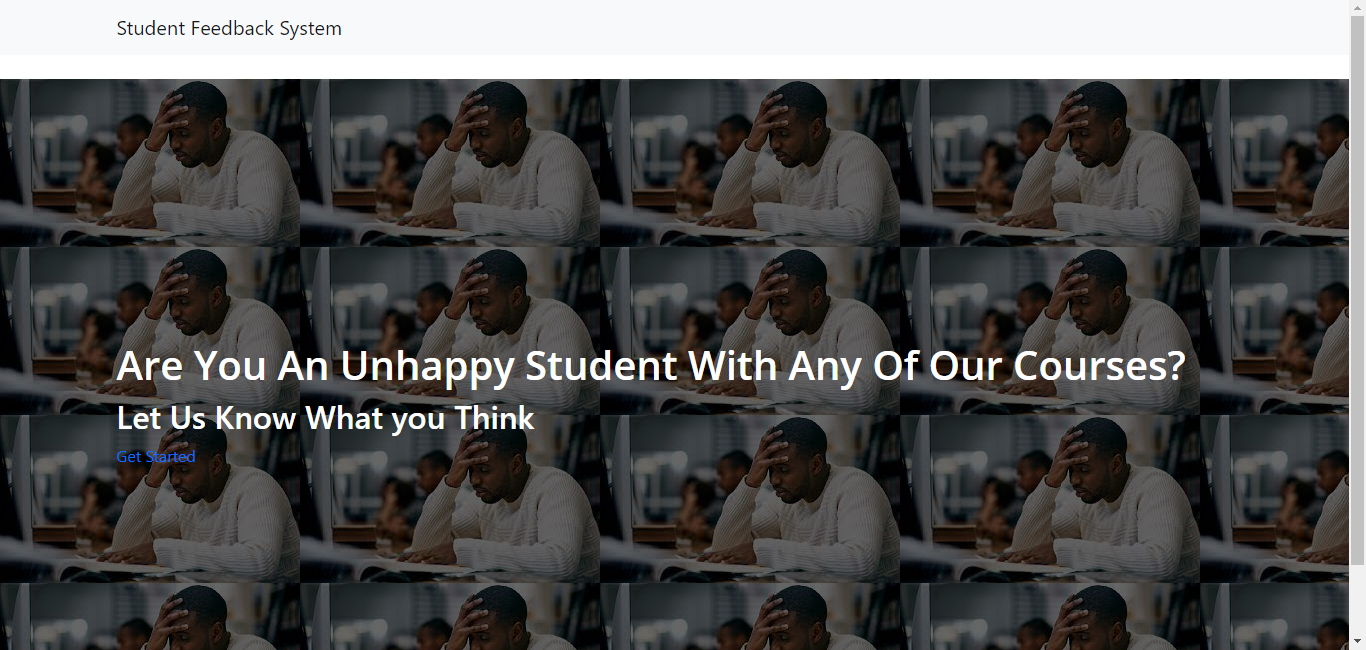 Student Feedback System
Are You An Unhappy Student With Any Of Our Courses?
Let Us Know What you Think
Get Started